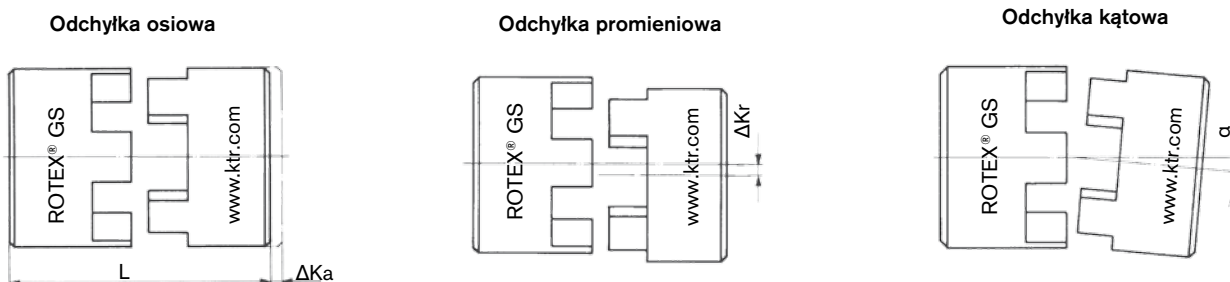 Odchyłka osiowa
ROTEX® GS
www.ktr.com
L
ΔKa
Odchyłka promieniowa
ROTEX® GS
www.ktr.com
ΔKr
Odchyłka kątowa
ROTEX® GS
www.ktr.com
α